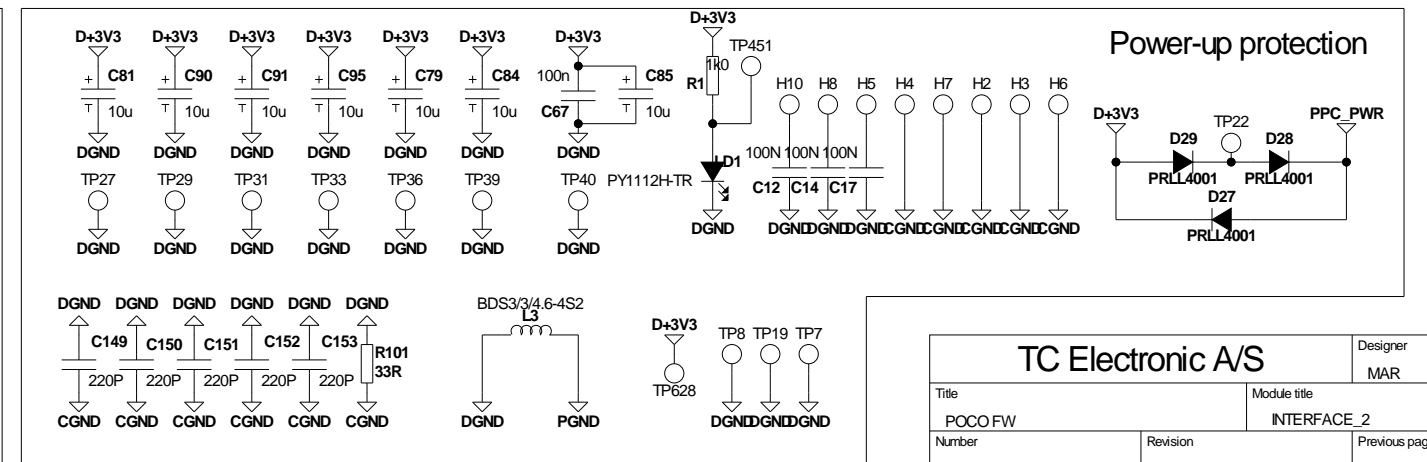 D+3V3 D+3V3 D+3V3 D+3V3 D+3V3 D+3V3 D+3V3 D+3V3
TP451
Power-up protection
+ C81 + C90 + C91 + C95 + C79 + C84 100n + C85 R1 1k0
H10 H8 H5 H4 H7 H2 H3 H6
10u 10u 10u 10u 10u 10u C67 10u
D+3V3 TP22 PPC_PWR
D29 D28
DGND DGND DGND DGND DGND DGND DGND
LD1 100N 100N 100N
PRLL4001 PRLL4001
TP27 TP29 TP31 TP33 TP36 TP39 TP40 PY1112H-TR C12 C14 C17
D27
DGND DGND DGND CGND CGND CGND CGND CGND
DGND
PRLL4001
DGND DGND DGND DGND DGND DGND DGND
DGND DGND DGND DGND DGND DGND
BDS3/3/4.6-4S2
L3
D+3V3 TP8 TP19 TP7
C149 C150 C151 C152 C153 R101
33R
220P 220P 220P 220P 220P
TP628
CGND CGND CGND CGND CGND CGND
DGND PGND
DGND DGND DGND
TC Electronic A/S
Designer
MAR
Title
POCO FW
Module title
INTERFACE_2
Number
Revision
Previous pag